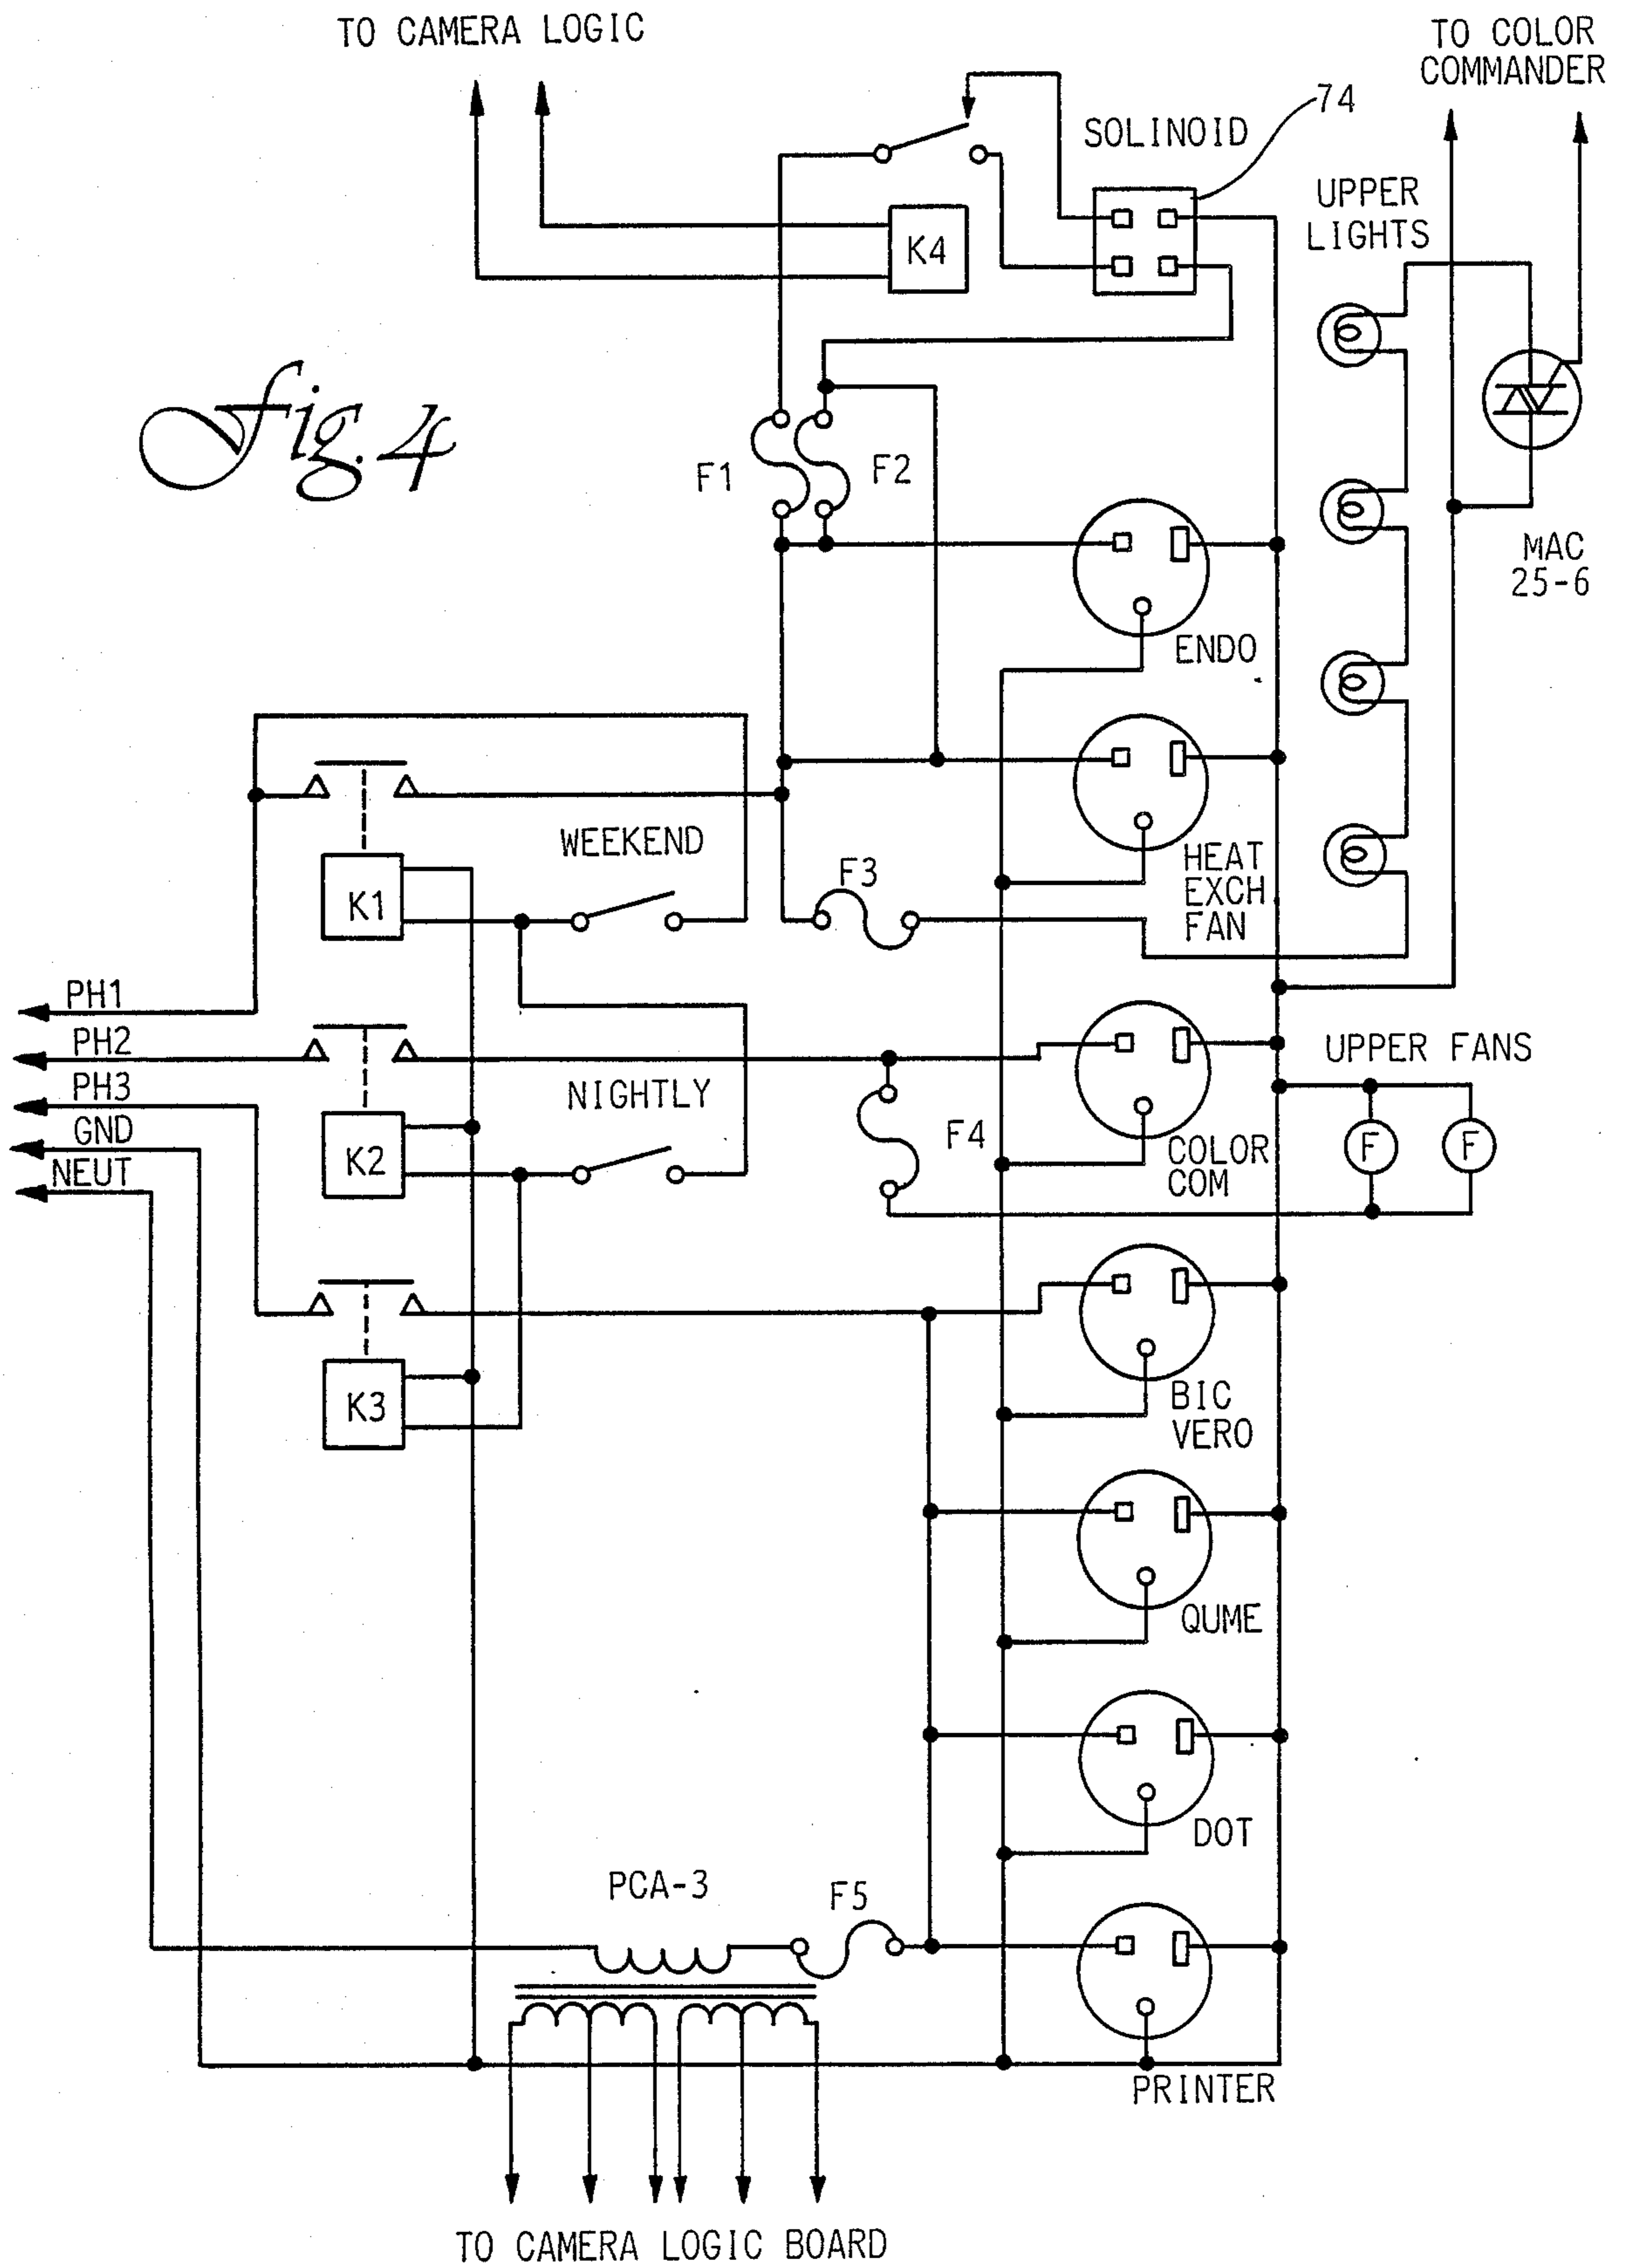 TO CAMERA LOGIC
TO COLOR
COMMANDER
74
SOLINOID
UPPER
LIGHTS
K4
Fig. 4
F1
F2
MAC
25-6
ENDO
WEEKEND
F3
HEAT
EXCH
FAN
K1
PH1
PH2
UPPER FANS
PH3
NIGHTLY
GND
F4
F
F
COLOR
COM
K2
NEUT
K3
BIC
VERO
QUME
DOT
PCA-3
F5
PRINTER
TO CAMERA LOGIC BOARD